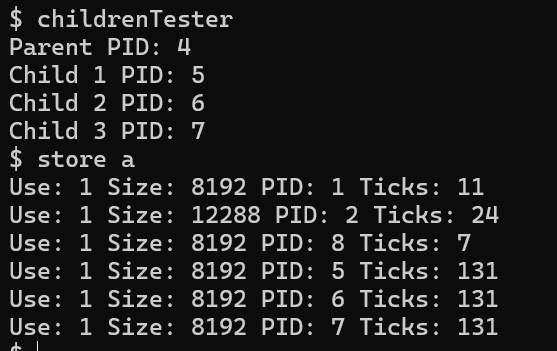 $ childrenTester
Parent PID: 4
Child 1 PID: 5
Child 2 PID: 6
Child 3 PID: 7
$ store a
Use: 1 Size: 8192 PID: 1 Ticks: 11
Use: 1 Size: 12288 PID: 2 Ticks: 24
Use: 1 Size: 8192 PID: 8 Ticks: 7
Use: 1 Size: 8192 PID: 5 Ticks: 131
Use: 1 Size: 8192 PID: 6 Ticks: 131
Use: 1 Size: 8192 PID: 7 Ticks: 131
$